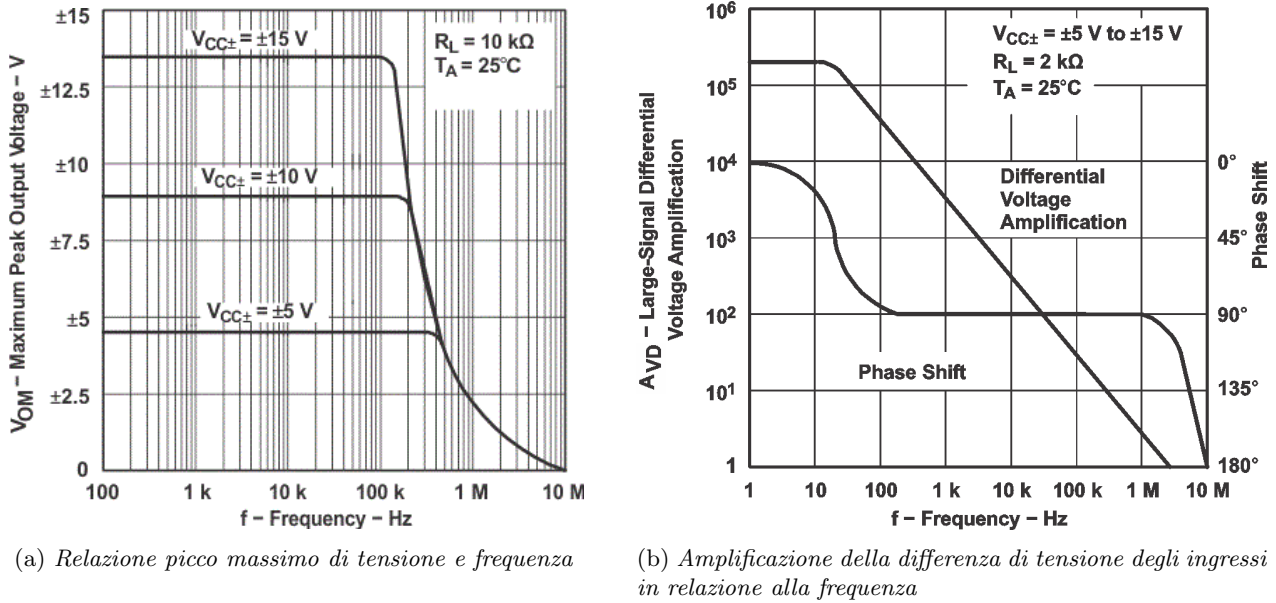 VOM – Maximum Peak Output Voltage – V
±15
±12.5
±10
±7.5
±5
±2.5
0
VCC± = ±15 V
RL = 10 kΩ
TA = 25°C
VCC± = ±10 V
VCC± = ±5 V
100 1 k 10 k 100 k 1 M 10 M
f – Frequency – Hz
(a) Relazione picco massimo di tensione e frequenza
AVD – Large-Signal Differential
Voltage Amplification
10⁶
10⁵
10⁴
10³
10²
10¹
1
VCC± = ±5 V to ±15 V
RL = 2 kΩ
TA = 25°C
Differential
Voltage
Amplification
Phase Shift
0°
45°
90°
135°
180°
Phase Shift
1 10 100 1 k 10 k 100 k 1 M 10 M
f – Frequency – Hz
(b) Amplificazione della differenza di tensione degli ingressi
in relazione alla frequenza